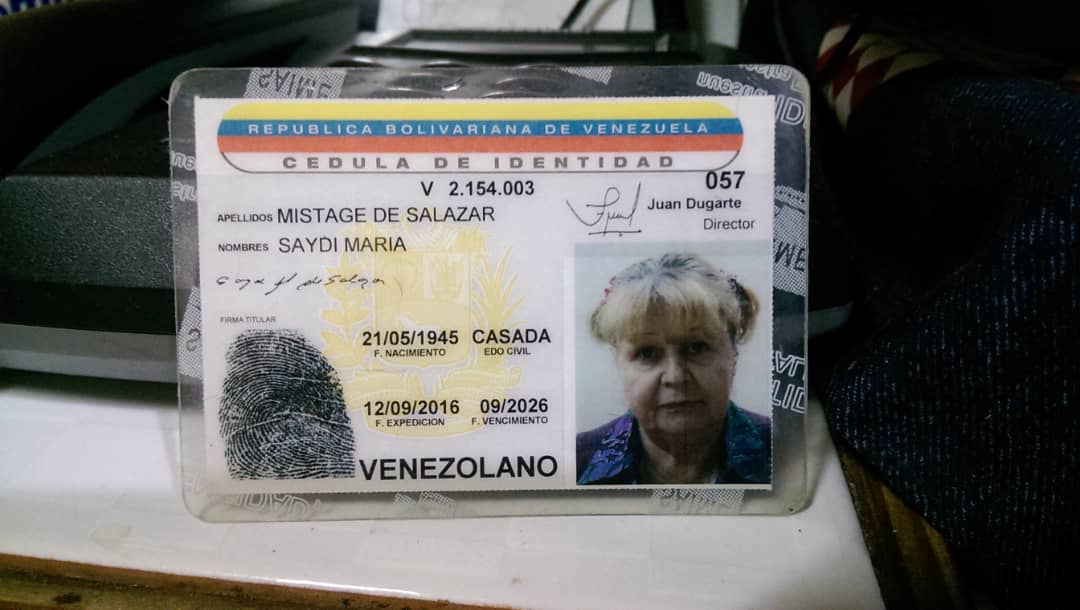 REPUBLICA BOLIVARIANA DE VENEZUELA
CEDULA DE IDENTIDAD
V 2.154.003
057
Juan Dugarte
Director
APELLIDOS MISTAGE DE SALAZAR
NOMBRES SAYDI MARIA
FIRMA TITULAR
21/05/1945 CASADA
F. NACIMIENTO EDO CIVIL
12/09/2016 09/2026
F. EXPEDICION F. VENCIMIENTO
VENEZOLANO